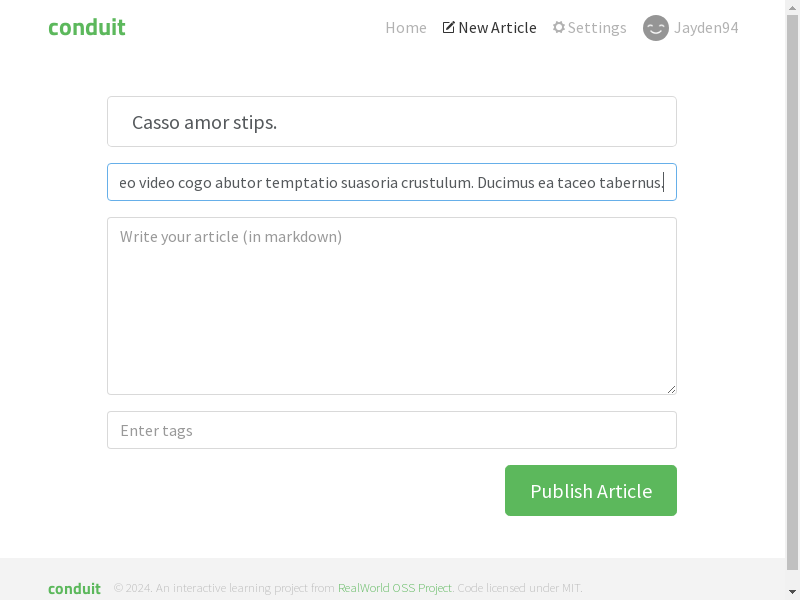 conduit
Home New Article Settings Jayden94
Casso amor stips.
eo video cogo abutor temptatio suasoria crustulum. Ducimus ea taceo tabernus.
Write your article (in markdown)
Enter tags
Publish Article
conduit © 2024. An interactive learning project from RealWorld OSS Project. Code licensed under MIT.